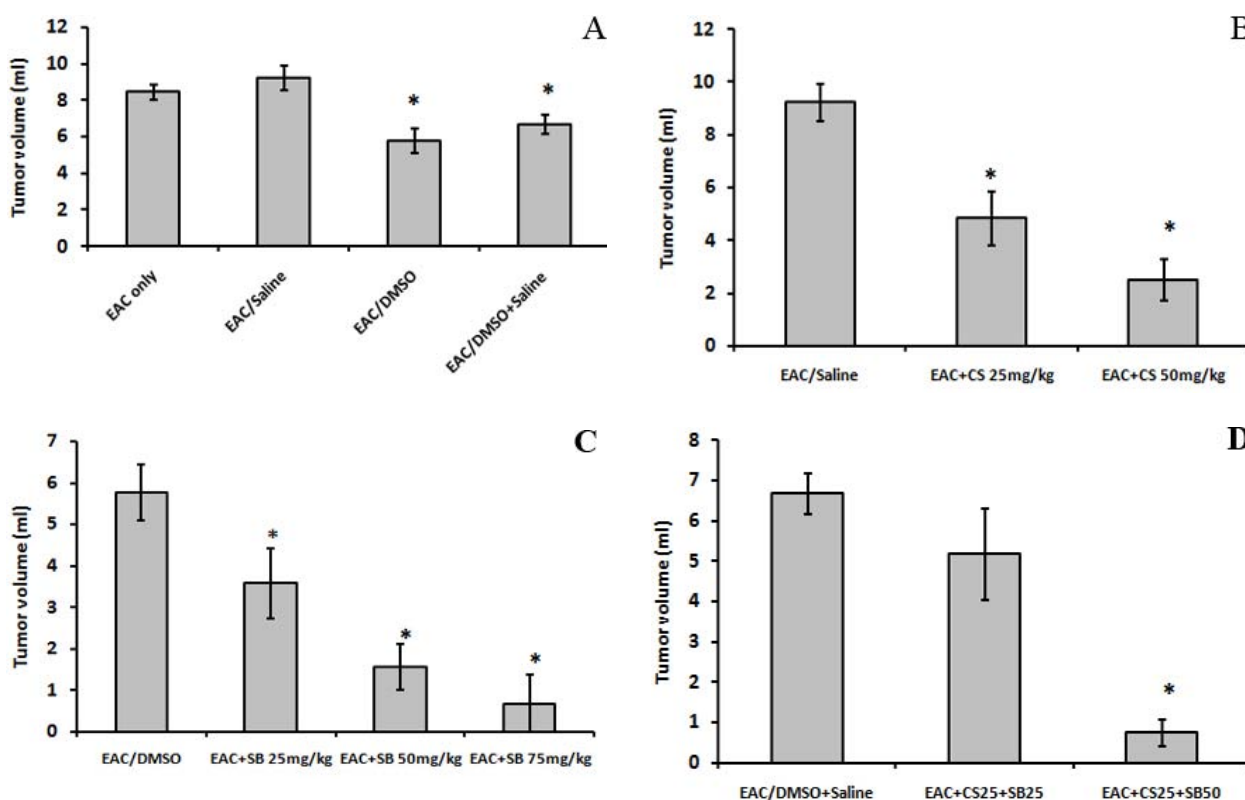 A
Tumor volume (ml)
12
10
8
6
4
2
0
*
*
EAC only
EAC/Saline
EAC/DMSO
EAC/DMSO+Saline
B
Tumor volume (ml)
12
10
8
6
4
2
0
*
*
EAC/Saline
EAC+CS 25mg/kg
EAC+CS 50mg/kg
C
Tumor volume (ml)
7
6
5
4
3
2
1
0
*
*
*
EAC/DMSO
EAC+SB 25mg/kg
EAC+SB 50mg/kg
EAC+SB 75mg/kg
D
Tumor volume (ml)
8
7
6
5
4
3
2
1
0
*
EAC/DMSO+Saline
EAC+CS25+SB25
EAC+CS25+SB50